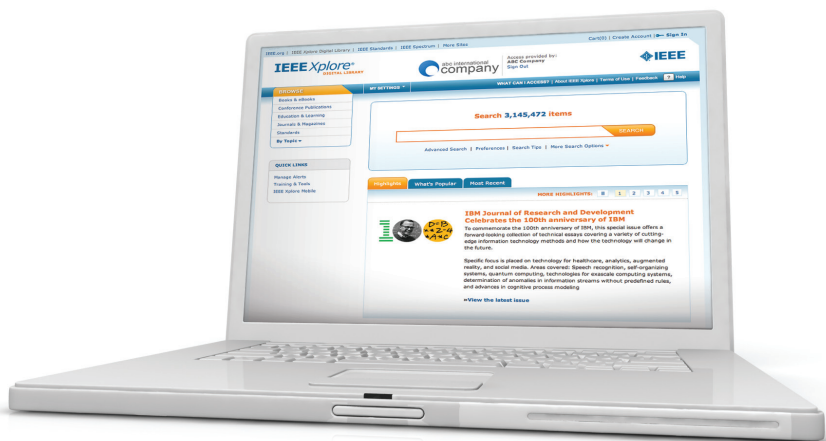 IEEE.org | IEEE Xplore Digital Library | IEEE Standards | IEEE Spectrum | More Sites
Cart(0) | Create Account | Sign In
IEEE Xplore®
DIGITAL LIBRARY
abc international
company
Access provided by:
ABC Company
Sign Out
IEEE
BROWSE
MY SETTINGS
WHAT CAN I ACCESS? | About IEEE Xplore | Terms of Use | Feedback ? Help
Books & eBooks
Conference Publications
Education & Learning
Journals & Magazines
Standards
By Topic
Search 3,145,472 items
SEARCH
Advanced Search | Preferences | Search Tips | More Search Options
QUICK LINKS
Manage Alerts
Training & Tools
IEEE Xplore Mobile
Highlights
What's Popular
Most Recent
MORE HIGHLIGHTS: 1 2 3 4 5
IBM Journal of Research and Development
Celebrates the 100th anniversary of IBM
To commemorate the 100th anniversary of IBM, this special issue offers a
forward-looking collection of technical essays covering a variety of cutting-
edge information technology methods and how the technology will change in
the future.
Specific focus is placed on technology for healthcare, analytics, augmented
reality, and social media. Areas covered: Speech recognition, self-organizing
systems, quantum computing, technologies for exascale computing systems,
determination of anomalies in information streams without predefined rules,
and advances in cognitive process modeling
»View the latest issue